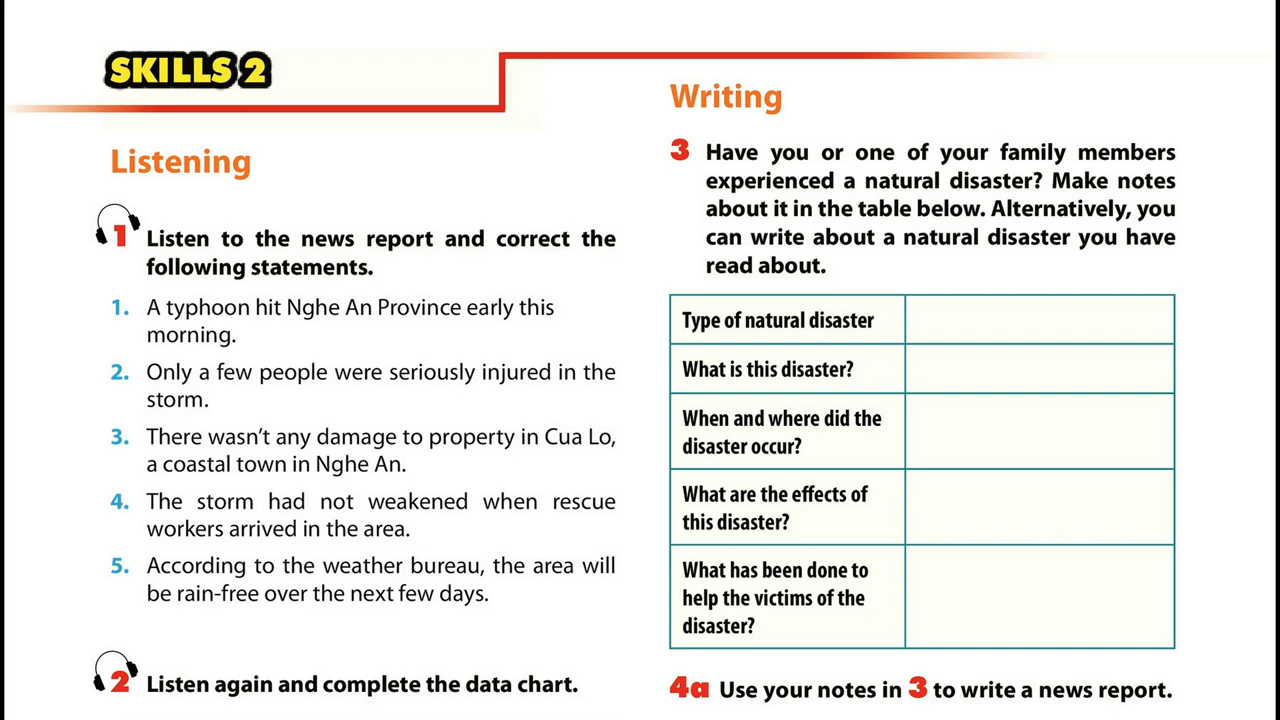 SKILLS 2
Listening
1 Listen to the news report and correct the
following statements.
1. A typhoon hit Nghe An Province early this
morning.
2. Only a few people were seriously injured in the
storm.
3. There wasn't any damage to property in Cua Lo,
a coastal town in Nghe An.
4. The storm had not weakened when rescue
workers arrived in the area.
5. According to the weather bureau, the area will
be rain-free over the next few days.
2 Listen again and complete the data chart.
Writing
3 Have you or one of your family members
experienced a natural disaster? Make notes
about it in the table below. Alternatively, you
can write about a natural disaster you have
read about.
Type of natural disaster
What is this disaster?
When and where did the
disaster occur?
What are the effects of
this disaster?
What has been done to
help the victims of the
disaster?
4a Use your notes in 3 to write a news report.